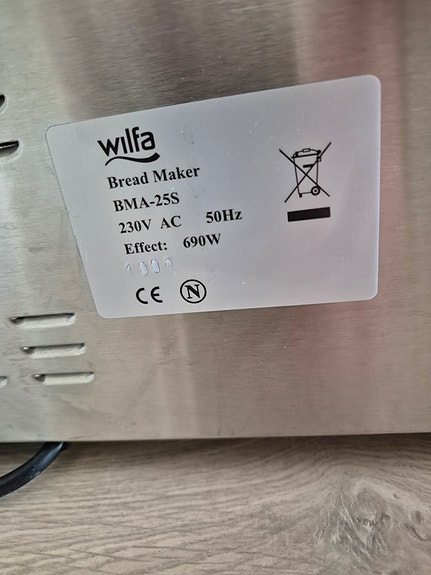 wilfa
Bread Maker
BMA-25S
230V AC 50Hz
Effect: 690W
CE N